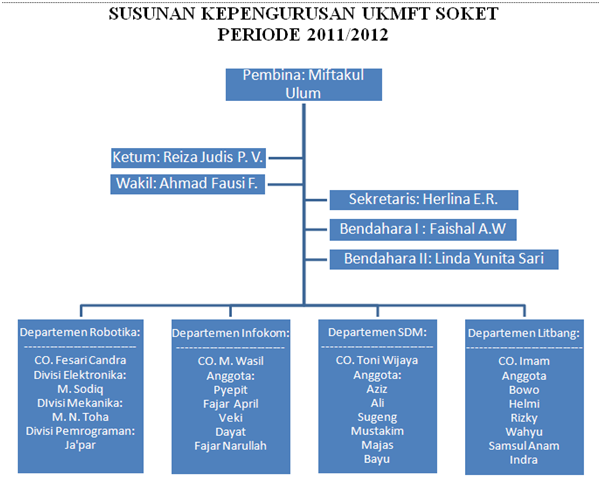 SUSUNAN KEPENGURUSAN UKMFT SOKET
PERIODE 2011/2012
Pembina: Miftakul
Ulum
Ketum: Reiza Judis P. V.
Wakil: Ahmad Fausi F.
Sekretaris: Herlina E.R.
Bendahara I : Faishal A.W
Bendahara II: Linda Yunita Sari
Departemen Robotika:
-------------------------
CO. Fesari Candra
Divisi Elektronika:
M. Sodiq
DIvisi Mekanika:
M. N. Toha
Divisi Pemrograman:
Ja'par
Departemen Infokom:
-------------------------
CO. M. Wasil
Anggota:
Pyepit
Fajar April
Veki
Dayat
Fajar Narullah
Departemen SDM:
-------------------------
CO. Toni Wijaya
Anggota:
Aziz
Ali
Sugeng
Mustakim
Majas
Bayu
Departemen Litbang:
-------------------------
CO. Imam
Anggota
Bowo
Helmi
Rizky
Wahyu
Samsul Anam
Indra